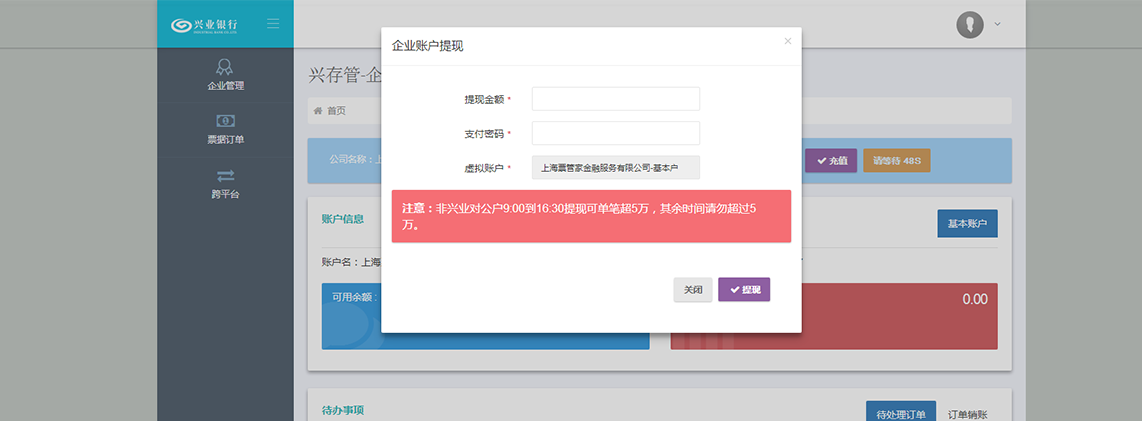 兴业银行
INDUSTRIAL BANK CO.,LTD.
企业管理
票据订单
跨平台
兴存管-企
首页
公司名称：上
充值
请等待 48S
账户信息
基本账户
账户名：上海
可用余额：
0.00
待办事项
待处理订单
订单销账
企业账户提现
×
提现金额 *
支付密码 *
虚拟账户 *
上海票管家金融服务有限公司-基本户
注意：非兴业对公户9:00到16:30提现可单笔超5万，其余时间请勿超过5
万。
关闭
提现